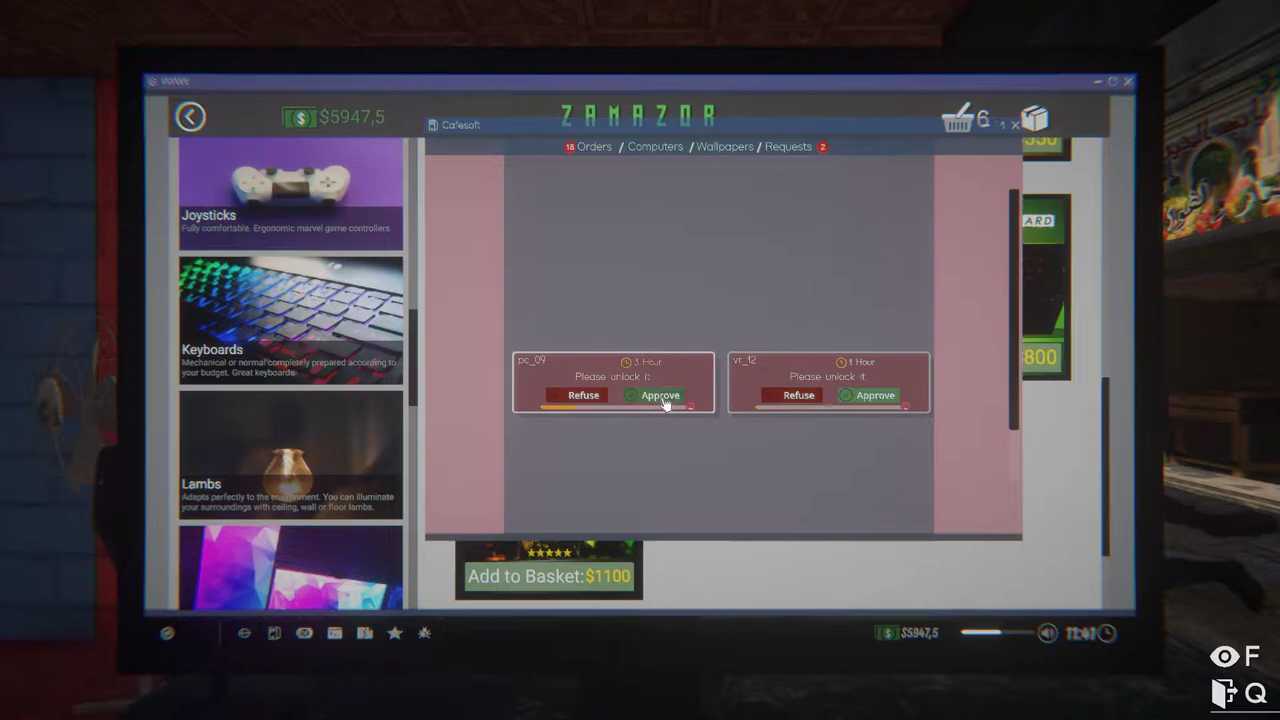 $5947,5
ZAMAZOR
6
Cafesoft
18 Orders / Computers / Wallpapers / Requests 2
Joysticks
Fully comfortable. Ergonomic marvel game controllers
ARD
Keyboards
Mechanical or normal completely prepared according to
your budget. Great keyboards.
800
pc_09
3 Hour
Please unlock it
Refuse
Approve
vr_12
1 Hour
Please unlock it
Refuse
Approve
Lambs
Adapts perfectly to the environment. You can illuminate
your surroundings with ceiling, wall or floor lambs.
Add to Basket:$1100
$5947,5
F
Q